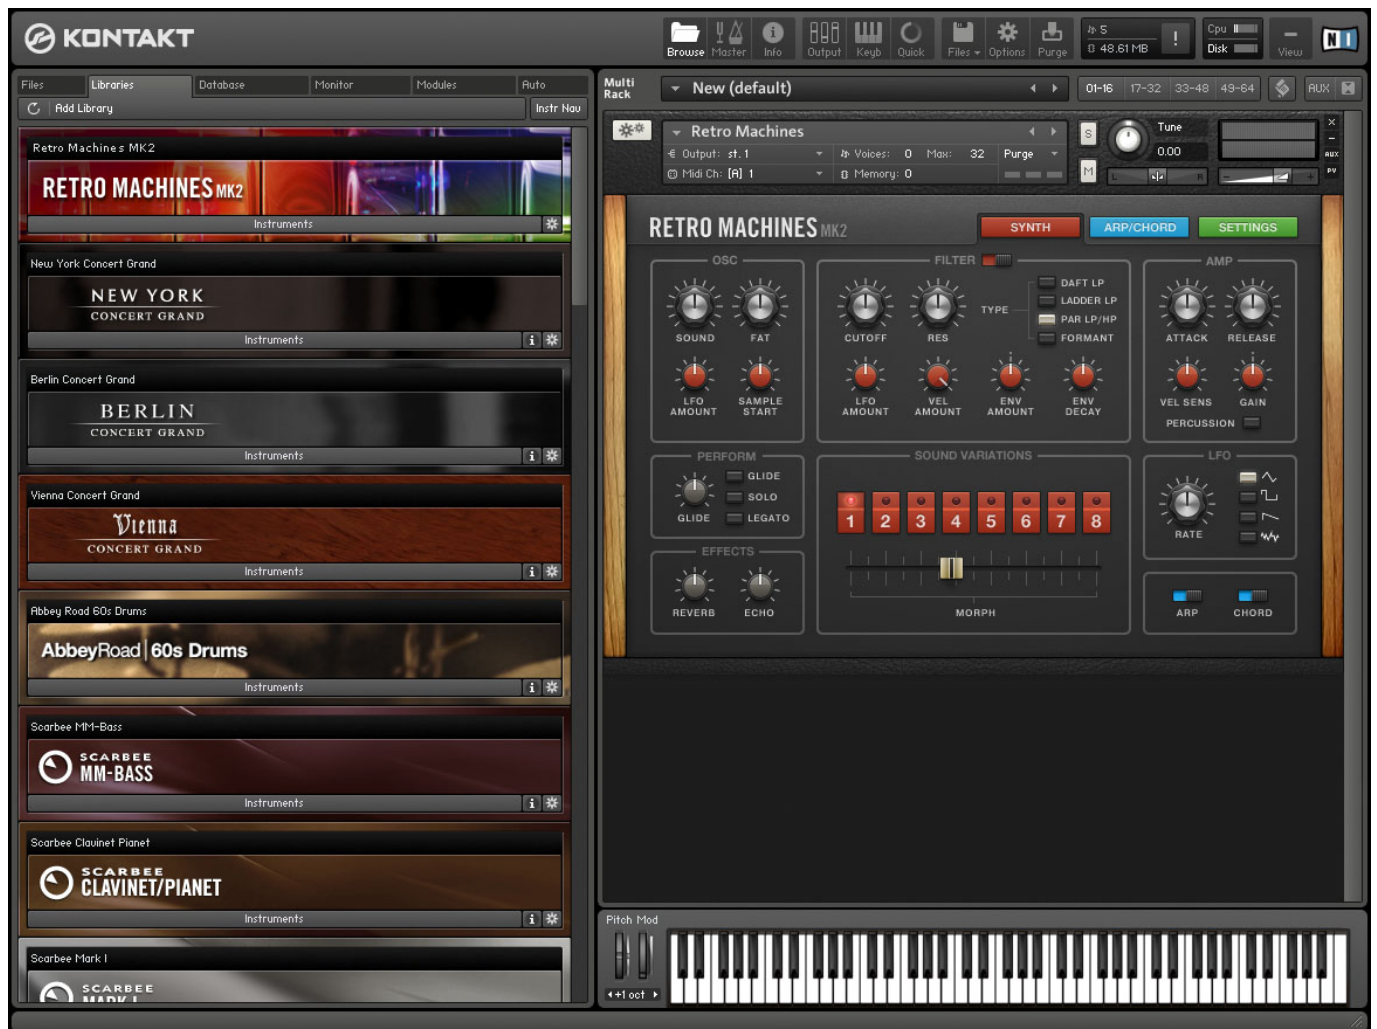 KONTAKT
Browse Master Info Output Keyb Quick Files Options Purge
5
48.61 MB
!
Cpu
Disk
View
NI
Files Libraries Database Monitor Modules Auto
Add Library Instr Nav
Retro Machines MK2
RETRO MACHINES MK2
Instruments
New York Concert Grand
NEW YORK
CONCERT GRAND
Instruments i
Berlin Concert Grand
BERLIN
CONCERT GRAND
Instruments i
Vienna Concert Grand
Vienna
CONCERT GRAND
Instruments i
Abbey Road 60s Drums
AbbeyRoad | 60s Drums
Instruments i
Scarbee MM-Bass
SCARBEE
MM-BASS
Instruments i
Scarbee Clavinet Pianet
SCARBEE
CLAVINET/PIANET
Instruments i
Scarbee Mark I
SCARBEE
MARK I
Multi
Rack
New (default)
01-16 17-32 33-48 49-64 AUX
Retro Machines
Output: st.1 Voices: 0 Max: 32 Purge
Midi Ch: [A] 1 Memory: 0
S
M
Tune
0.00
L R
- +
×
-
AUX
PV
RETRO MACHINES MK2
SYNTH ARP/CHORD SETTINGS
OSC
SOUND FAT
LFO AMOUNT SAMPLE START
FILTER
CUTOFF RES
TYPE
DAFT LP
LADDER LP
PAR LP/HP
FORMANT
LFO AMOUNT VEL AMOUNT ENV AMOUNT ENV DECAY
AMP
ATTACK RELEASE
VEL SENS GAIN
PERCUSSION
PERFORM
GLIDE
SOLO
GLIDE LEGATO
SOUND VARIATIONS
1 2 3 4 5 6 7 8
MORPH
LFO
RATE
EFFECTS
REVERB ECHO
ARP CHORD
Pitch Mod
+1 oct